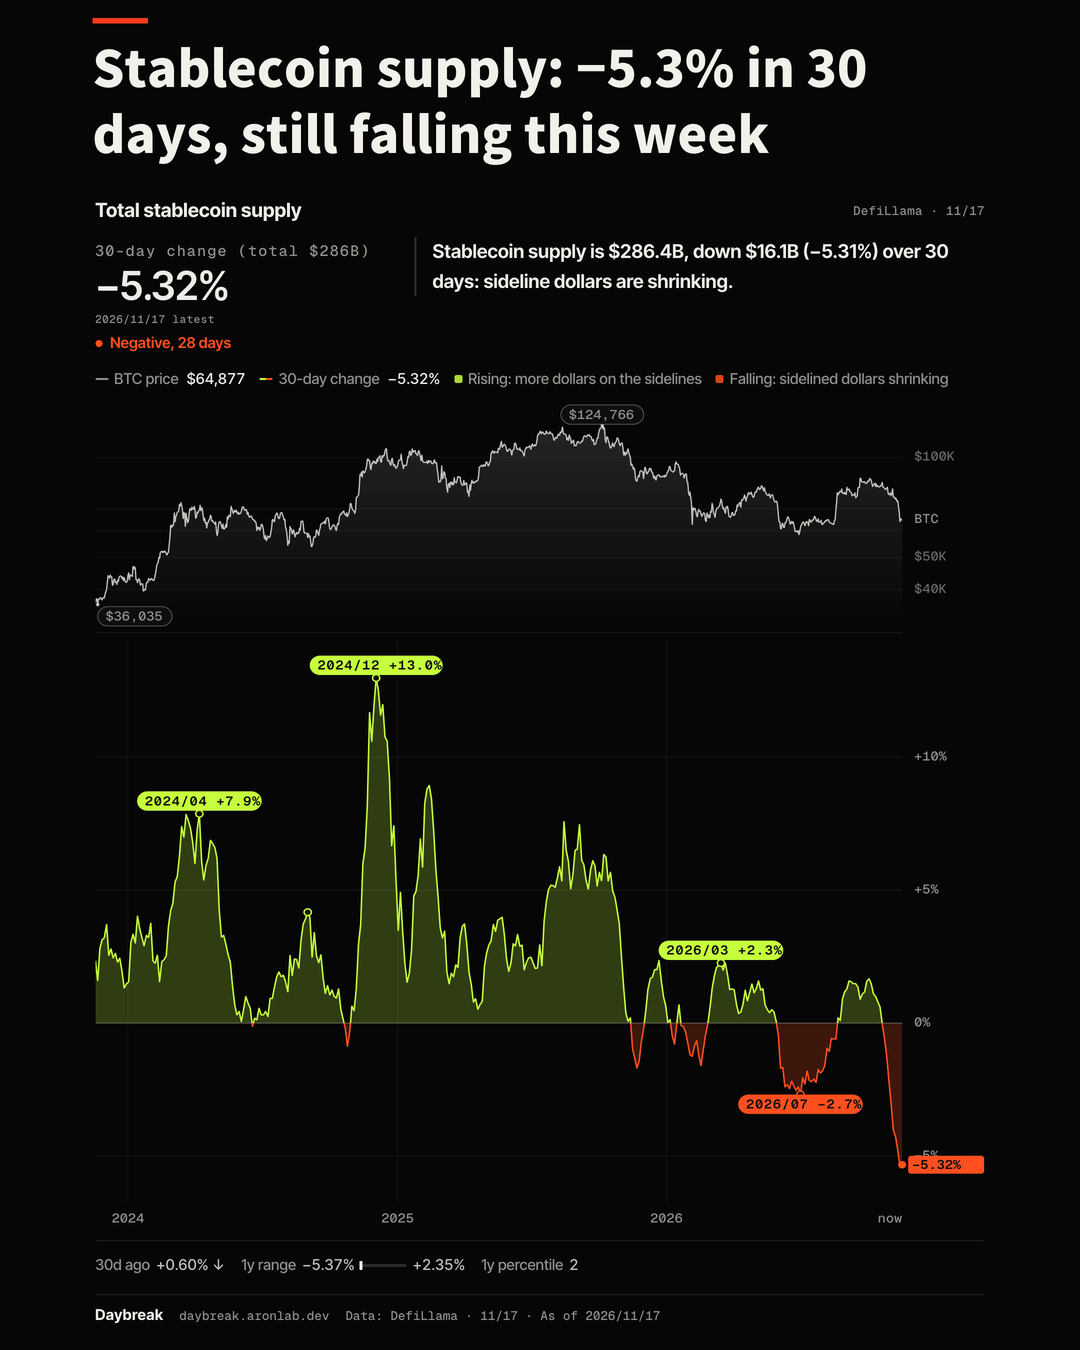 Stablecoin supply: −5.3% in 30
days, still falling this week
Total stablecoin supply
DefiLlama · 11/17
30-day change (total $286B)
−5.32%
2026/11/17 latest
Negative, 28 days
Stablecoin supply is $286.4B, down $16.1B (−5.31%) over 30
days: sideline dollars are shrinking.
BTC price $64,877 30-day change −5.32% Rising: more dollars on the sidelines Falling: sidelined dollars shrinking
$124,766
$100K
BTC
$50K
$40K
$36,035
2024/12 +13.0%
+10%
2024/04 +7.9%
+5%
2026/03 +2.3%
0%
2026/07 −2.7%
−5%
−5.32%
2024 2025 2026 now
30d ago +0.60% ↓ 1y range −5.37% +2.35% 1y percentile 2
Daybreak daybreak.aronlab.dev Data: DefiLlama · 11/17 · As of 2026/11/17